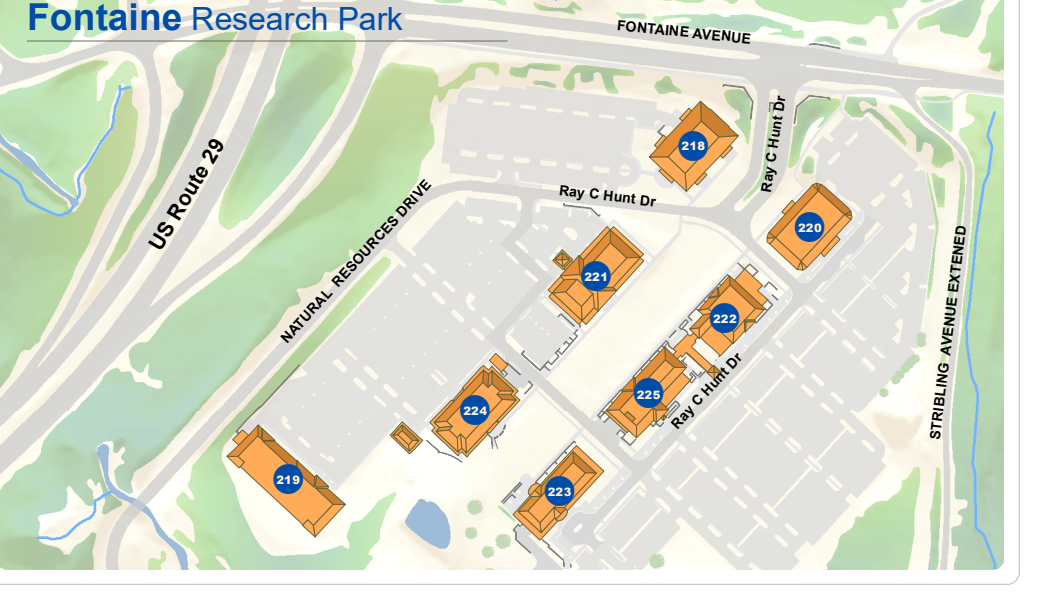 Fontaine Research Park
FONTAINE AVENUE
US Route 29
NATURAL RESOURCES DRIVE
Ray C Hunt Dr
Ray C Hunt Dr
218
220
221
222
STRIBLING AVENUE EXTENED
225
Ray C Hunt Dr
224
219
223